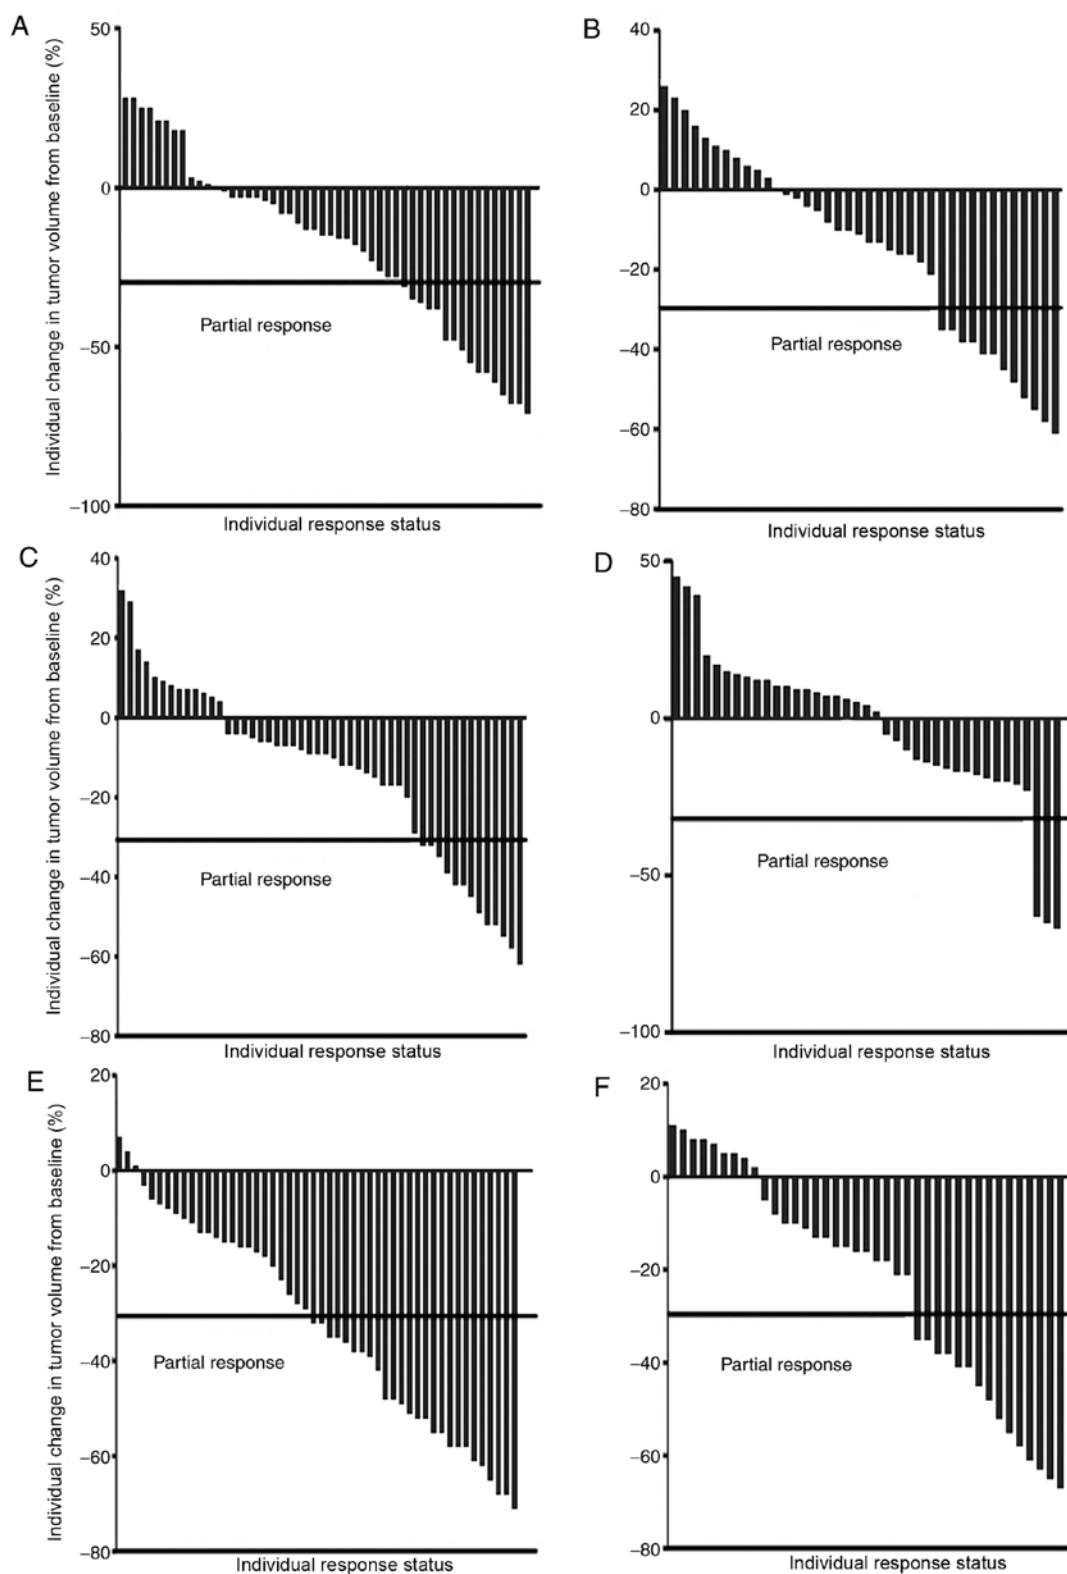 A
Individual change in tumor volume from baseline (%)
50
0
−50
−100
Partial response
Individual response status
B
40
20
0
−20
−40
−60
−80
Partial response
Individual response status
C
Individual change in tumor volume from baseline (%)
40
20
0
−20
−40
−60
−80
Partial response
Individual response status
D
50
0
−50
−100
Partial response
Individual response status
E
Individual change in tumor volume from baseline (%)
20
0
−20
−40
−60
−80
Partial response
Individual response status
F
20
0
−20
−40
−60
−80
Partial response
Individual response status